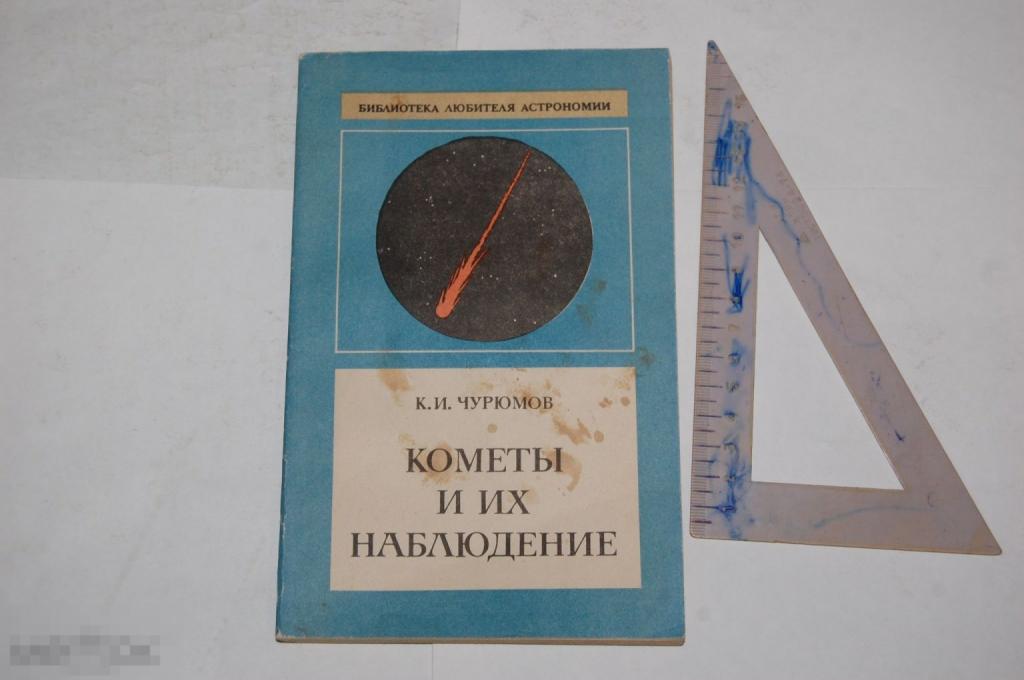 БИБЛИОТЕКА ЛЮБИТЕЛЯ АСТРОНОМИИ
К.И. ЧУРЮМОВ
КОМЕТЫ
И ИХ
НАБЛЮДЕНИЕ